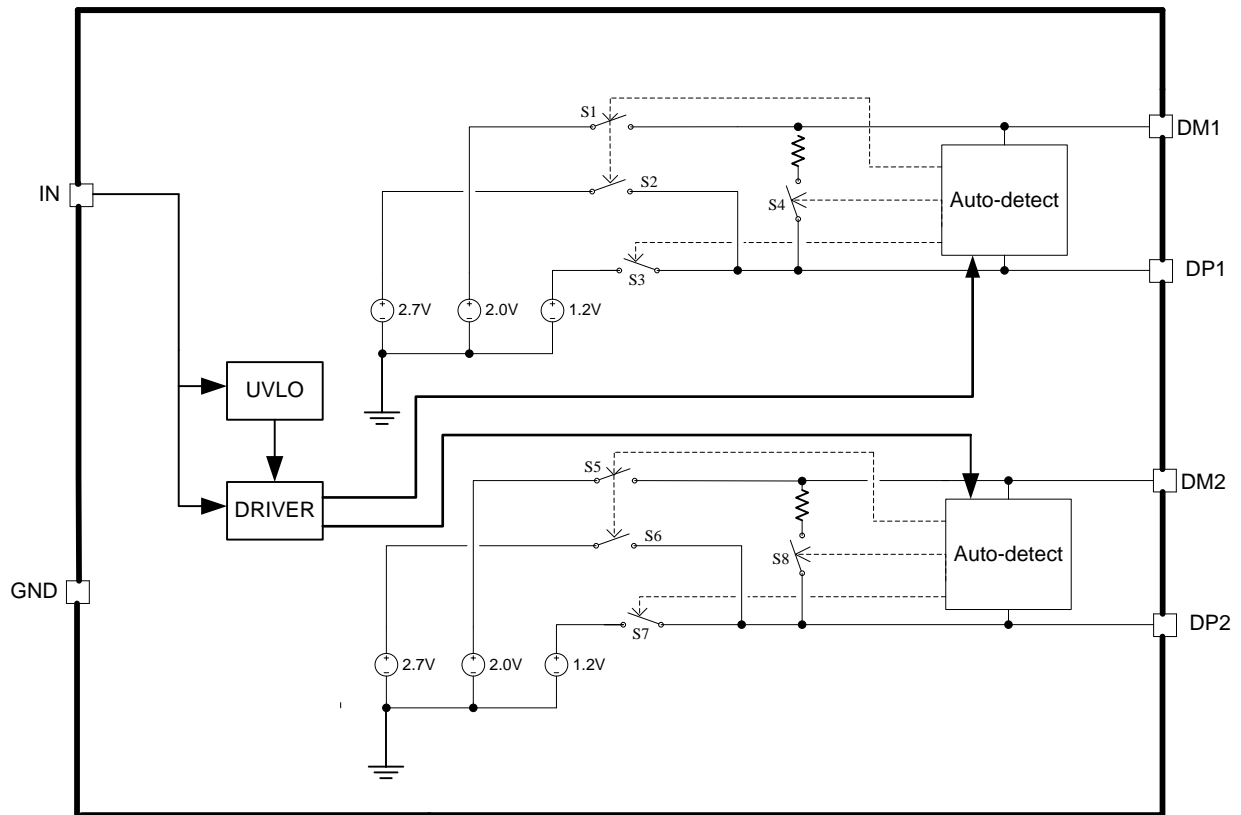 S1
DM1
IN
S2
Auto-detect
S4
DP1
S3
2.7V
2.0V
1.2V
UVLO
S5
DM2
DRIVER
S6
Auto-detect
S8
GND
DP2
S7
2.7V
2.0V
1.2V